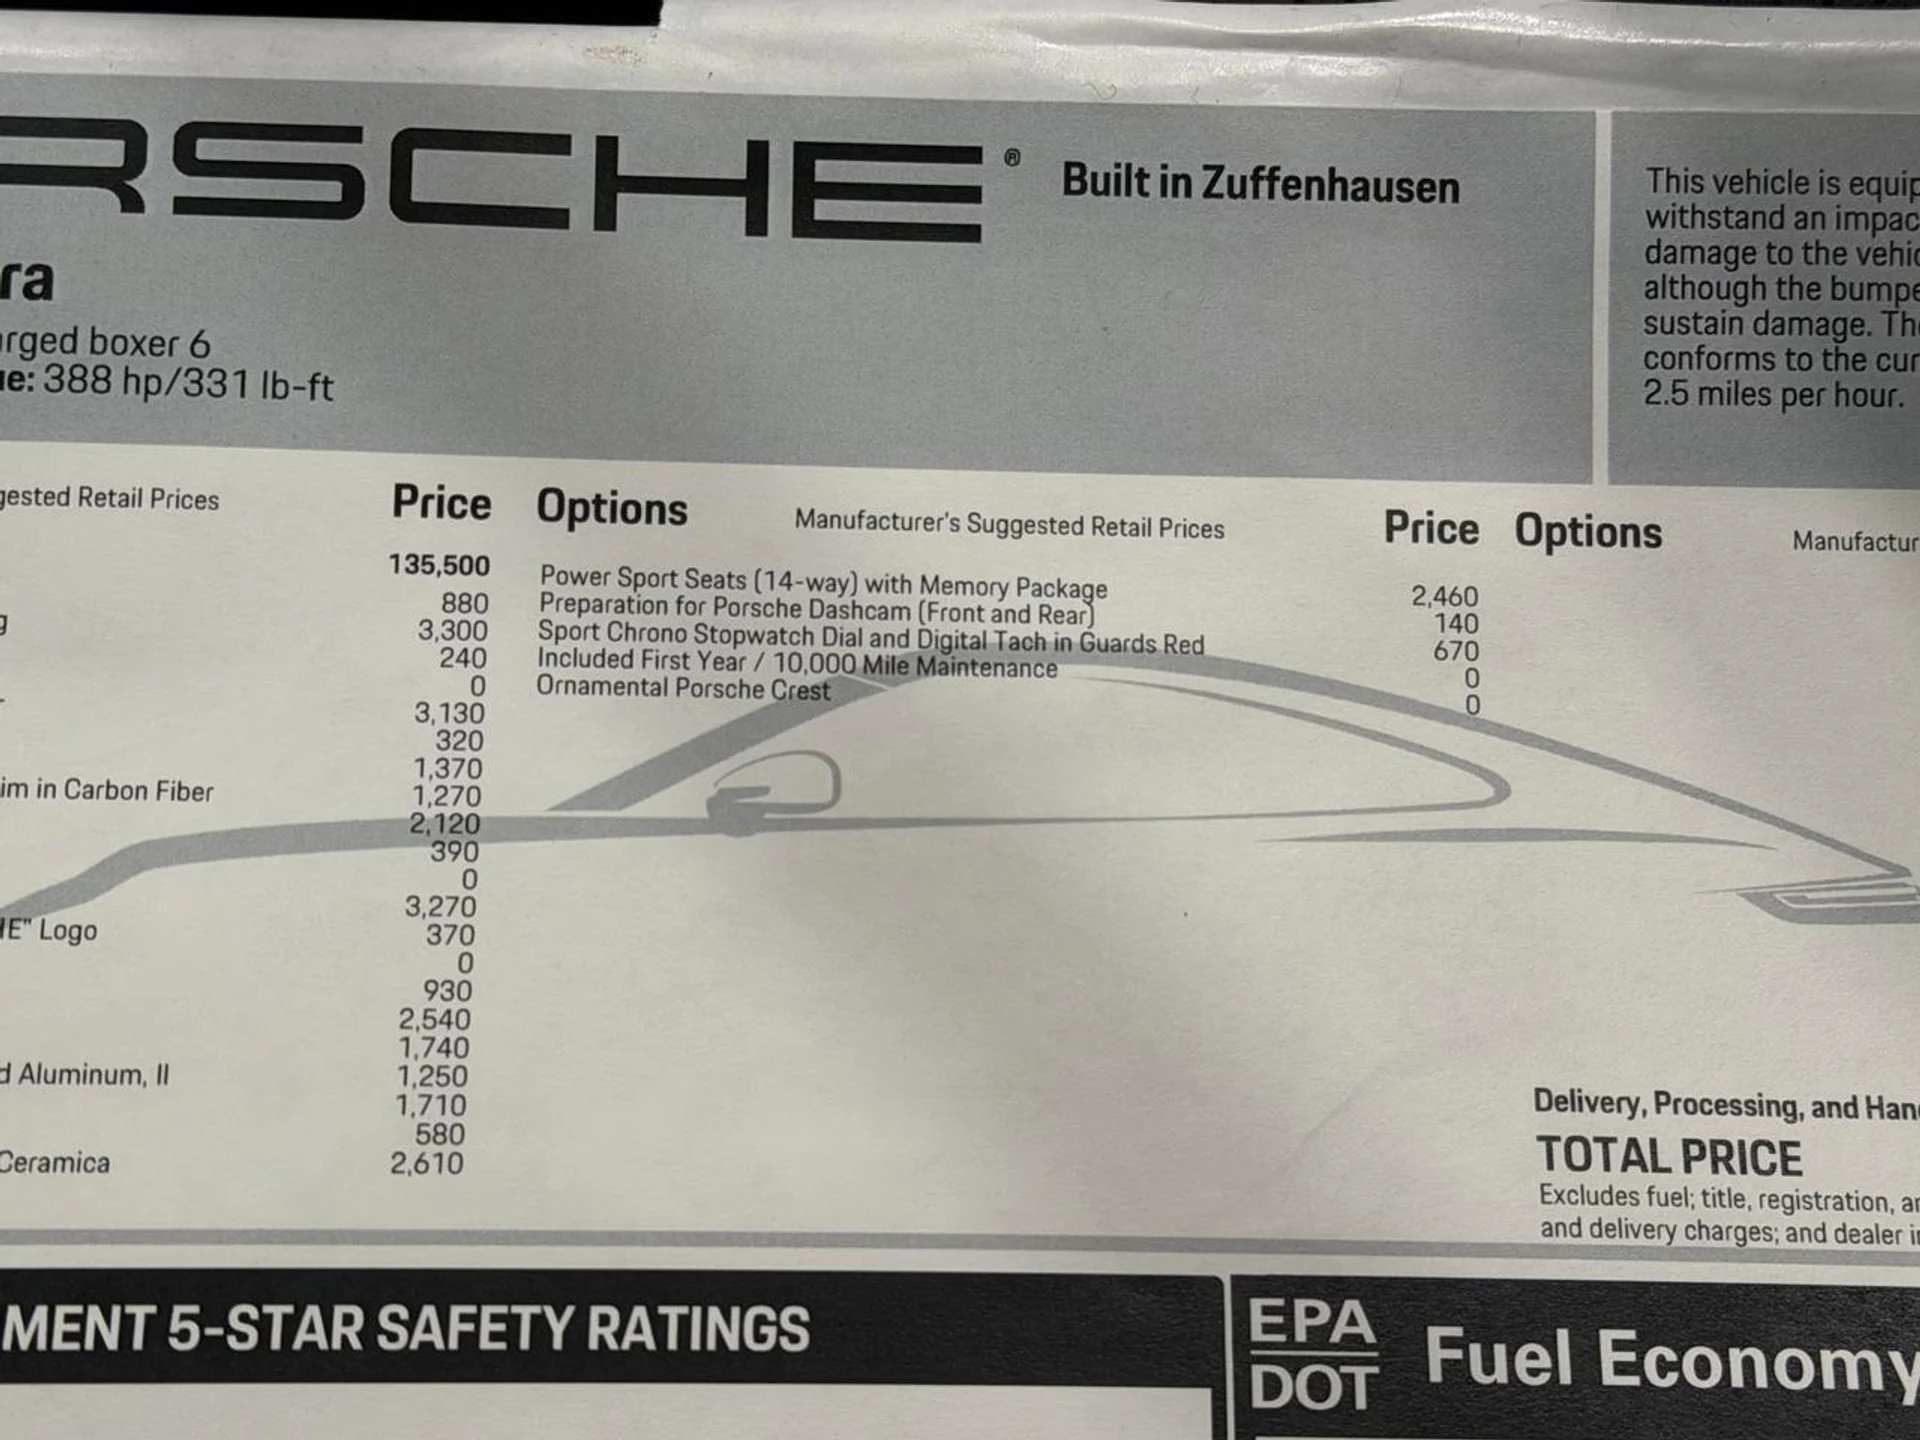 RSCHE® Built in Zuffenhausen
ra
arged boxer 6
ue: 388 hp/331 lb-ft
This vehicle is equip
withstand an impac
damage to the vehic
although the bumpe
sustain damage. The
conforms to the cur
2.5 miles per hour.
gested Retail Prices Price
135,500
880
g 3,300
240
0
3,130
320
1,370
im in Carbon Fiber 1,270
2,120
390
0
3,270
HE" Logo 370
0
930
2,540
1,740
d Aluminum, II 1,250
1,710
580
Ceramica 2,610
Options Manufacturer's Suggested Retail Prices Price
Power Sport Seats (14-way) with Memory Package 2,460
Preparation for Porsche Dashcam (Front and Rear) 140
Sport Chrono Stopwatch Dial and Digital Tach in Guards Red 670
Included First Year / 10,000 Mile Maintenance 0
Ornamental Porsche Crest 0
Options Manufactur
Delivery, Processing, and Han
TOTAL PRICE
Excludes fuel; title, registration, an
and delivery charges; and dealer in
MENT 5-STAR SAFETY RATINGS
EPA
DOT
Fuel Economy